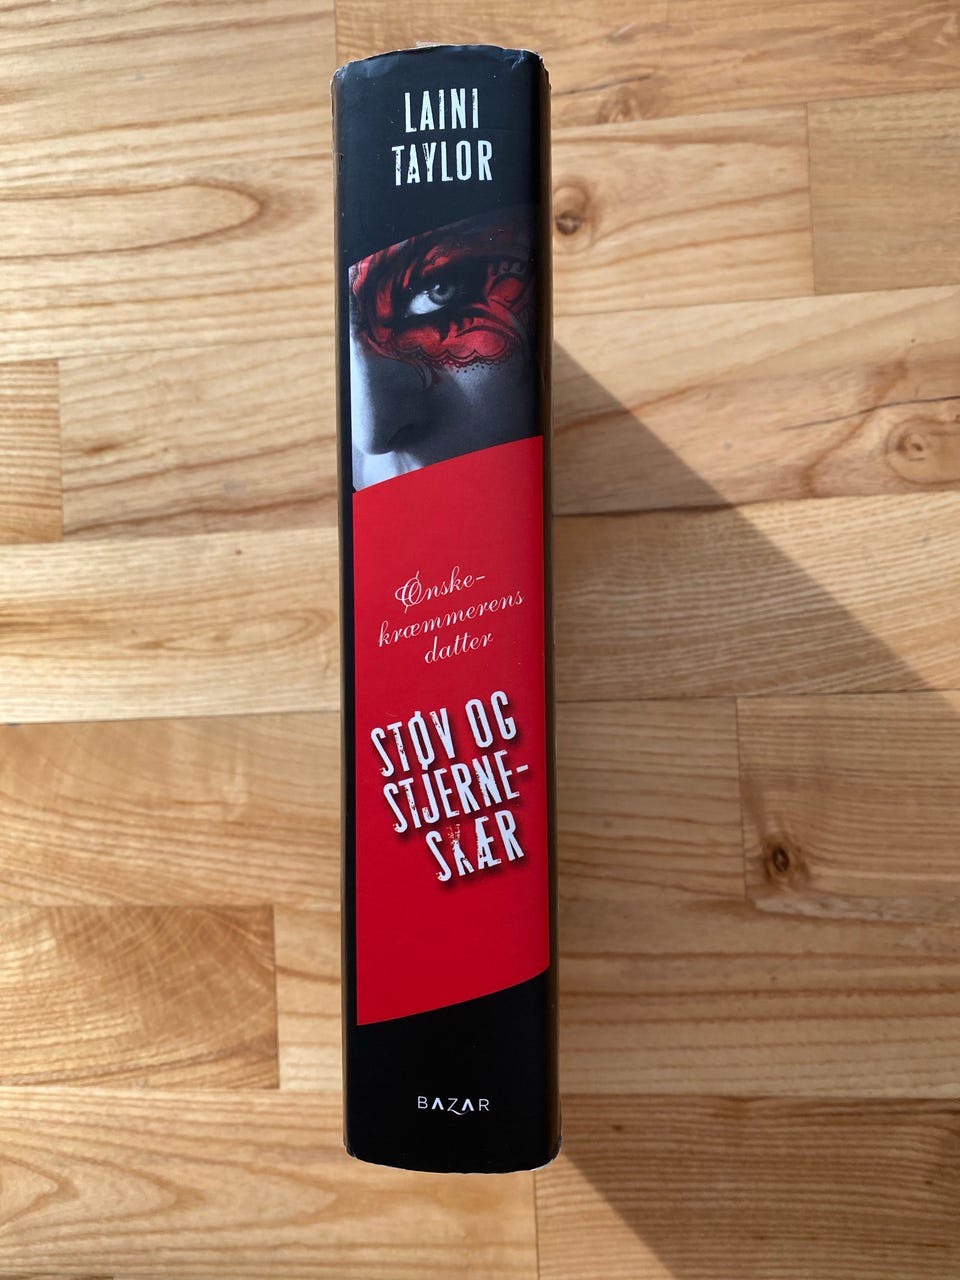 LAINI
TAYLOR
Ønske-
kræmmerens
datter
STØV OG
STJERNE-
SKÆR
BAZAR